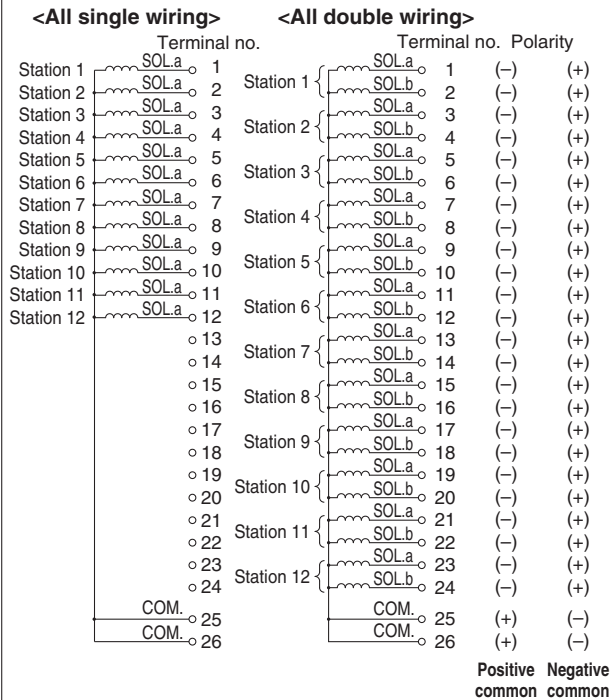 <All single wiring> <All double wiring>
Terminal no. Terminal no. Polarity
Station 1 SOL.a 1 Station 1 SOL.a 1 (–) (+)
Station 2 SOL.a 2 SOL.b 2 (–) (+)
Station 3 SOL.a 3 Station 2 SOL.a 3 (–) (+)
Station 4 SOL.a 4 SOL.b 4 (–) (+)
Station 5 SOL.a 5 Station 3 SOL.a 5 (–) (+)
Station 6 SOL.a 6 SOL.b 6 (–) (+)
Station 7 SOL.a 7 Station 4 SOL.a 7 (–) (+)
Station 8 SOL.a 8 SOL.b 8 (–) (+)
Station 9 SOL.a 9 Station 5 SOL.a 9 (–) (+)
Station 10 SOL.a 10 SOL.b 10 (–) (+)
Station 11 SOL.a 11 Station 6 SOL.a 11 (–) (+)
Station 12 SOL.a 12 SOL.b 12 (–) (+)
13 Station 7 SOL.a 13 (–) (+)
14 SOL.b 14 (–) (+)
15 Station 8 SOL.a 15 (–) (+)
16 SOL.b 16 (–) (+)
17 Station 9 SOL.a 17 (–) (+)
18 SOL.b 18 (–) (+)
19 Station 10 SOL.a 19 (–) (+)
20 SOL.b 20 (–) (+)
21 Station 11 SOL.a 21 (–) (+)
22 SOL.b 22 (–) (+)
23 Station 12 SOL.a 23 (–) (+)
24 SOL.b 24 (–) (+)
COM. 25 COM. 25 (+) (–)
COM. 26 COM. 26 (+) (–)
Positive Negative
common common